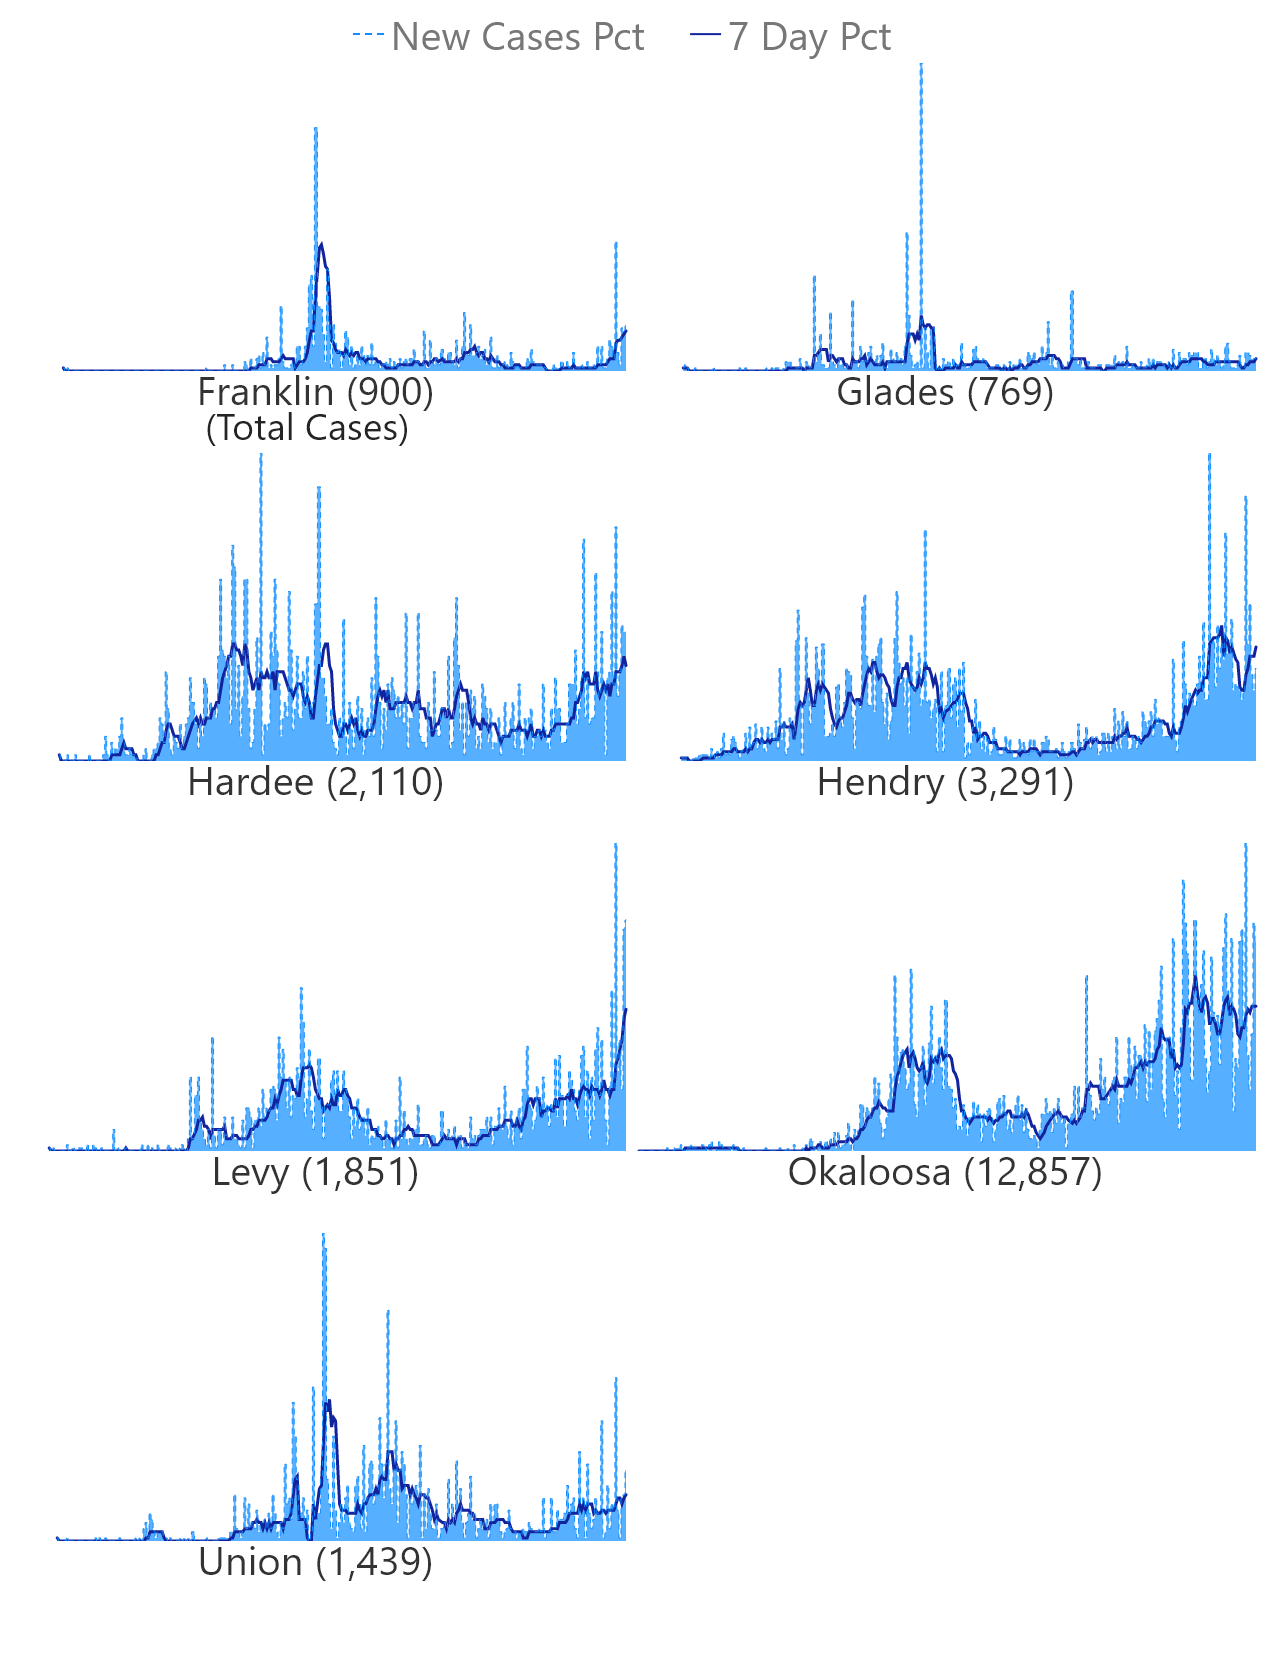 New Cases Pct 7 Day Pct
Franklin (900) Glades (769)
(Total Cases)
Hardee (2,110) Hendry (3,291)
Levy (1,851) Okaloosa (12,857)
Union (1,439)